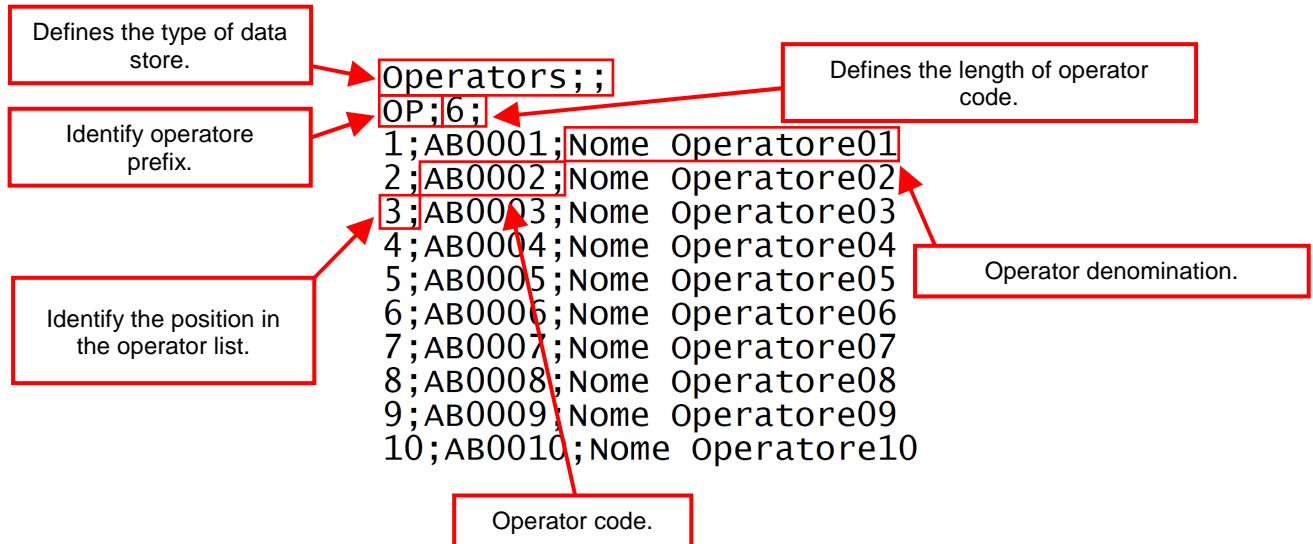 Defines the type of data
store.
Identify operatore
prefix.
Identify the position in
the operator list.
Operators;;
OP;6;
1;AB0001;Nome Operatore01
2;AB0002;Nome Operatore02
3;AB0003;Nome Operatore03
4;AB0004;Nome Operatore04
5;AB0005;Nome Operatore05
6;AB0006;Nome Operatore06
7;AB0007;Nome Operatore07
8;AB0008;Nome Operatore08
9;AB0009;Nome Operatore09
10;AB0010;Nome Operatore10
Defines the length of operator
code.
Operator denomination.
Operator code.